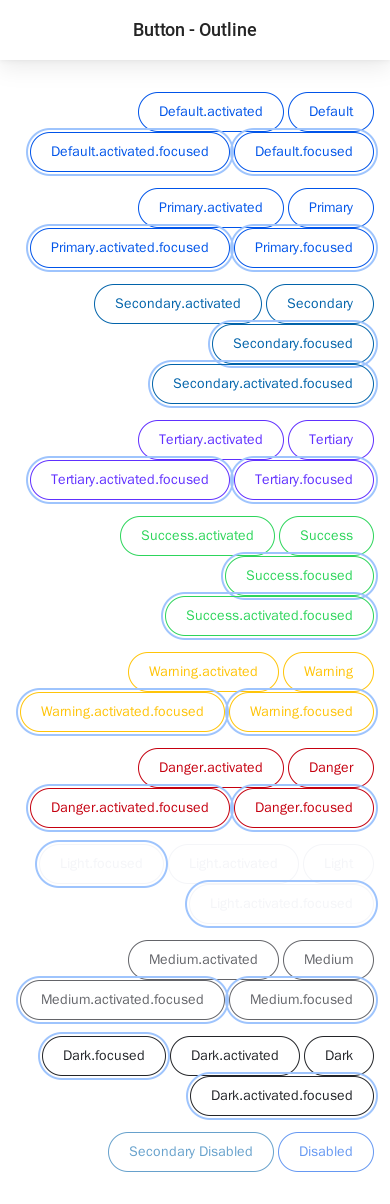 Button - Outline
Default.activated Default
Default.activated.focused Default.focused
Primary.activated Primary
Primary.activated.focused Primary.focused
Secondary.activated Secondary
Secondary.focused
Secondary.activated.focused
Tertiary.activated Tertiary
Tertiary.activated.focused Tertiary.focused
Success.activated Success
Success.focused
Success.activated.focused
Warning.activated Warning
Warning.activated.focused Warning.focused
Danger.activated Danger
Danger.activated.focused Danger.focused
Light.focused Light.activated Light
Light.activated.focused
Medium.activated Medium
Medium.activated.focused Medium.focused
Dark.focused Dark.activated Dark
Dark.activated.focused
Secondary Disabled Disabled